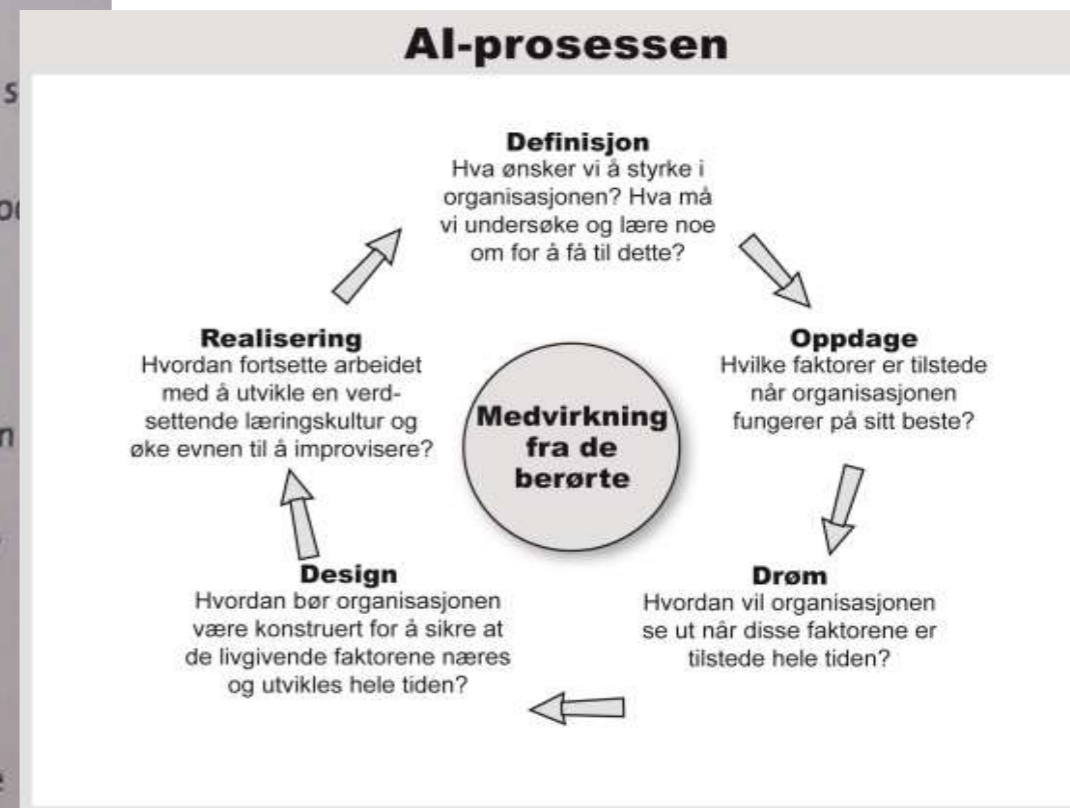 AI-prosessen
Definisjon
Hva ønsker vi å styrke i
organisasjonen? Hva må
vi undersøke og lære noe
om for å få til dette?
Oppdage
Hvilke faktorer er tilstede
når organisasjonen
fungerer på sitt beste?
Drøm
Hvordan vil organisasjonen
se ut når disse faktorene er
tilstede hele tiden?
Design
Hvordan bør organisasjonen
være konstruert for å sikre at
de livgivende faktorene næres
og utvikles hele tiden?
Realisering
Hvordan fortsette arbeidet
med å utvikle en verd-
settende læringskultur og
øke evnen til å improvisere?
Medvirkning
fra de
berørte